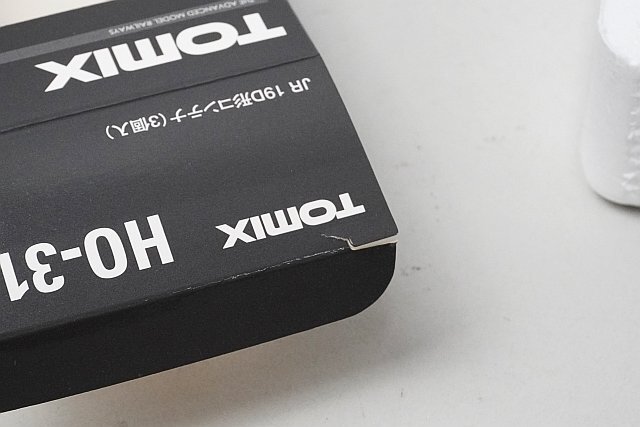 TOMIX HO-31
JR 19D形コンテナ(3個入)
TOMIX
THE ADVANCED MODEL RAILWAYS